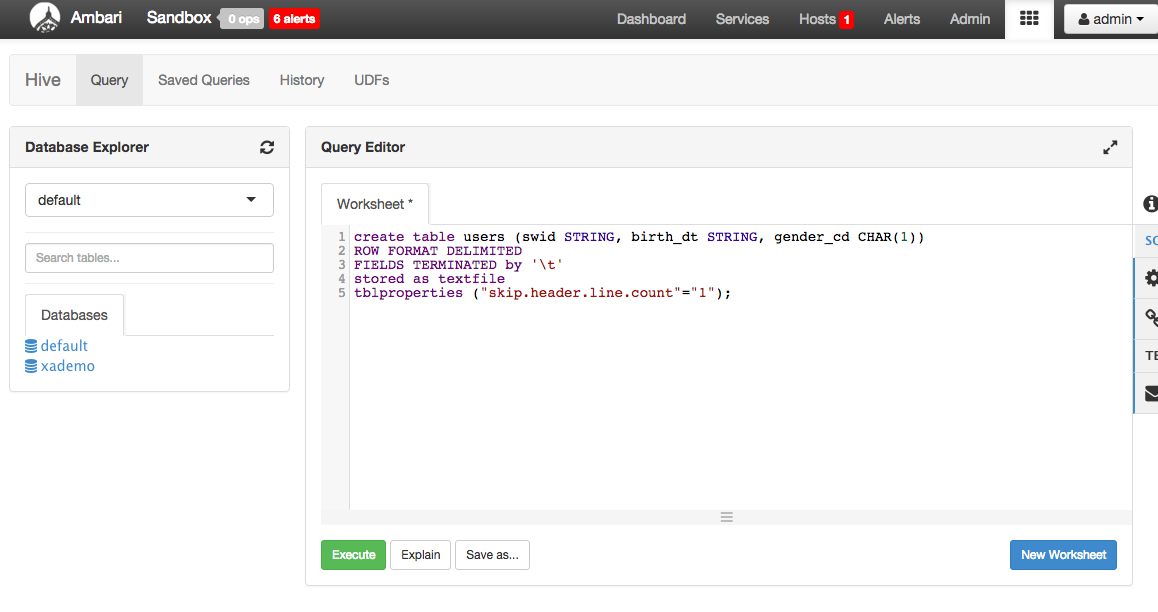 Ambari Sandbox 0 ops 6 alerts Dashboard Services Hosts 1 Alerts Admin admin
Hive Query Saved Queries History UDFs
Database Explorer
default
Search tables...
Databases
default
xademo
Query Editor
Worksheet *
1 create table users (swid STRING, birth_dt STRING, gender_cd CHAR(1))
2 ROW FORMAT DELIMITED
3 FIELDS TERMINATED by '\t'
4 stored as textfile
5 tblproperties ("skip.header.line.count"="1");
Execute Explain Save as... New Worksheet